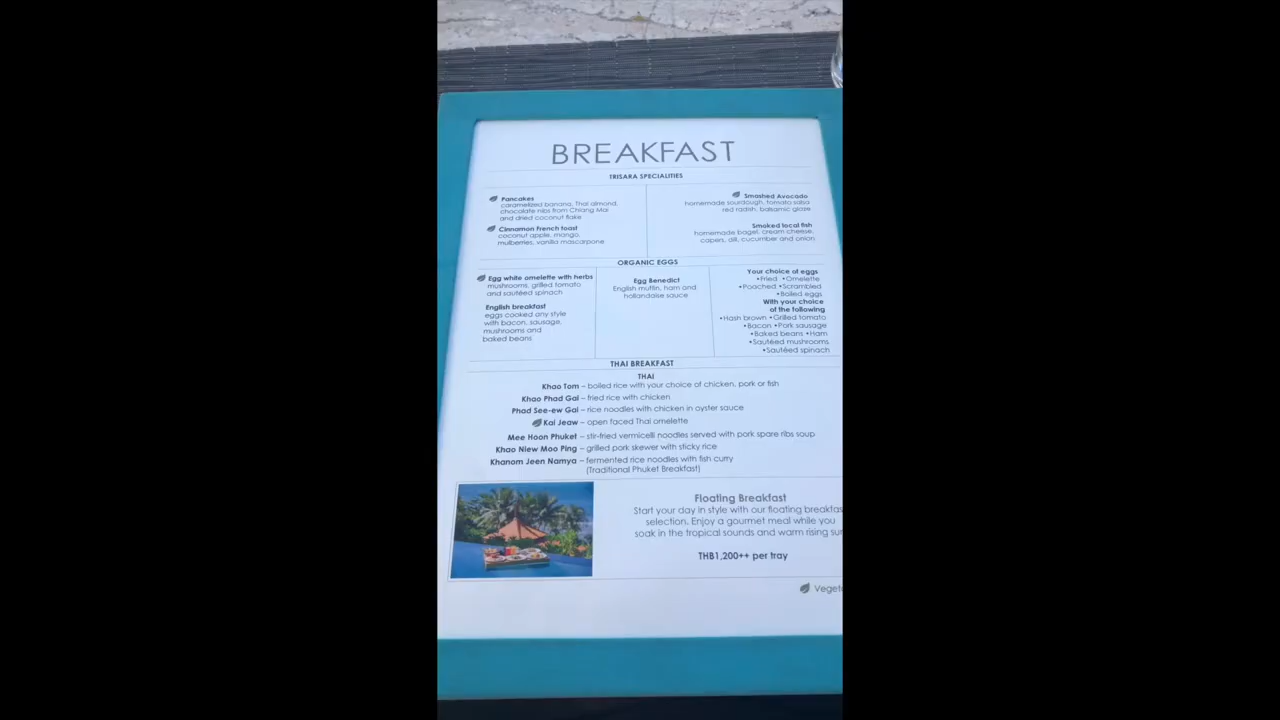 BREAKFAST
TRISARA SPECIALITIES
Pancakes
caramelized banana, Thai almond,
chocolate nibs from Chiang Mai
and dried coconut flake
Cinnamon French toast
coconut apple, mango,
mulberries, vanilla mascarpone
Smashed Avocado
homemade sourdough, tomato salsa
red radish, balsamic glaze
Smoked local fish
homemade bagel, cream cheese,
capers, dill, cucumber and onion
ORGANIC EGGS
Egg white omelette with herbs
mushrooms, grilled tomato
and sautéed spinach
English breakfast
eggs cooked any style
with bacon, sausage,
mushrooms and
baked beans
Egg Benedict
English muffin, ham and
hollandaise sauce
Your choice of eggs
•Fried •Omelette
•Poached •Scrambled
•Boiled eggs
With your choice
of the following
•Hash brown •Grilled tomato
•Bacon •Pork sausage
•Baked beans •Ham
•Sautéed mushrooms
•Sautéed spinach
THAI BREAKFAST
THAI
Khao Tom – boiled rice with your choice of chicken, pork or fish
Khao Phad Gai – fried rice with chicken
Phad See-ew Gai – rice noodles with chicken in oyster sauce
Kai Jeaw – open faced Thai omelette
Mee Hoon Phuket – stir-fried vermicelli noodles served with pork spare ribs soup
Khao Niew Moo Ping – grilled pork skewer with sticky rice
Khanom Jeen Namya – fermented rice noodles with fish curry
(Traditional Phuket Breakfast)
Floating Breakfast
Start your day in style with our floating breakfas
selection. Enjoy a gourmet meal while you
soak in the tropical sounds and warm rising sun
THB1,200++ per tray